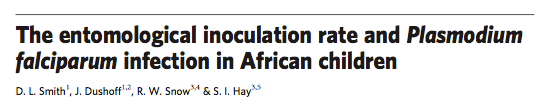 The entomological inoculation rate and Plasmodium
falciparum infection in African children
D. L. Smith¹, J. Dushoff¹,², R. W. Snow³,⁴ & S. I. Hay³,⁵